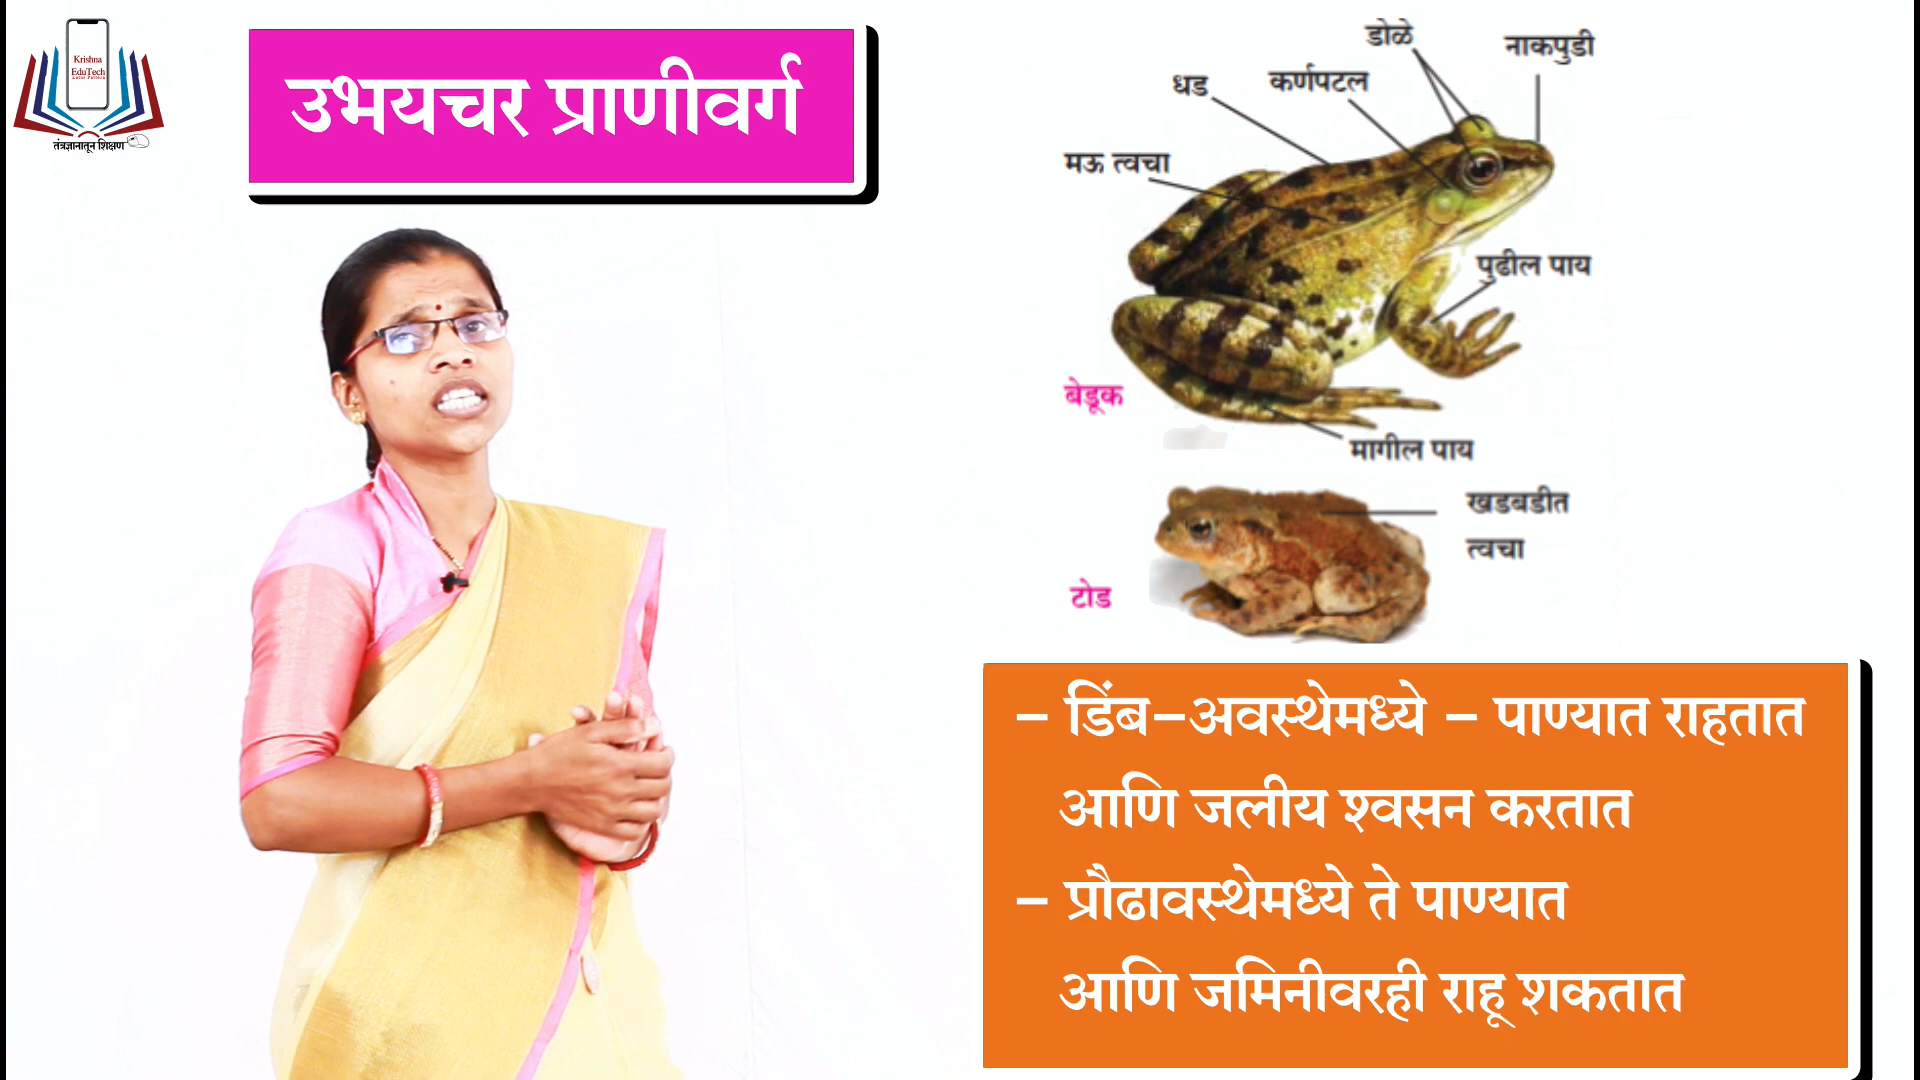 Krishna
EduTech
तंत्रज्ञानातून शिक्षण
उभयचर प्राणीवर्ग
डोळे
नाकपुडी
धड
कर्णपटल
मऊ त्वचा
पुढील पाय
बेडूक
मागील पाय
खडबडीत
त्वचा
टोड
– डिंब–अवस्थेमध्ये – पाण्यात राहतात
आणि जलीय श्वसन करतात
– प्रौढावस्थेमध्ये ते पाण्यात
आणि जमिनीवरही राहू शकतात